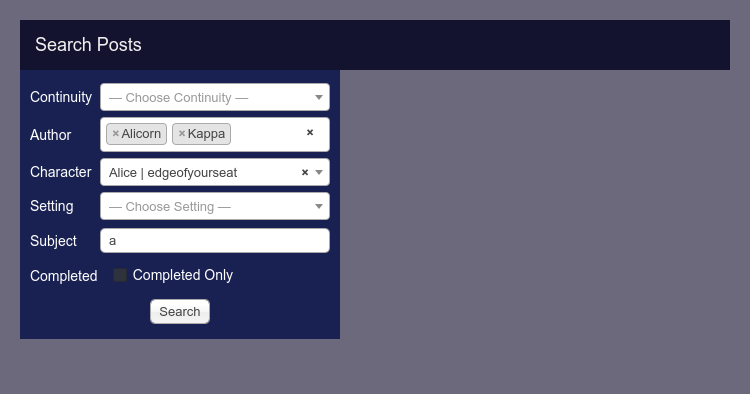 Search Posts
Continuity — Choose Continuity —
Author ×Alicorn ×Kappa ×
Character Alice | edgeofyourseat ×
Setting — Choose Setting —
Subject a
Completed Completed Only
Search